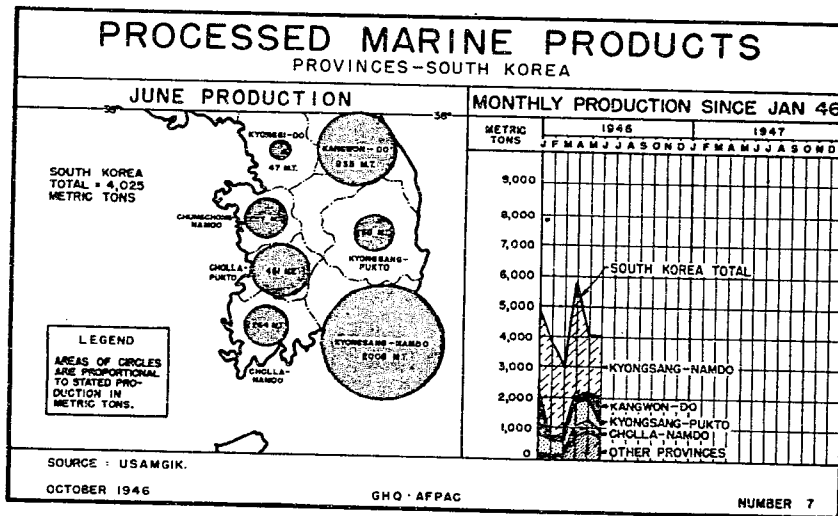 PROCESSED MARINE PRODUCTS
PROVINCES-SOUTH KOREA
JUNE PRODUCTION
38°
38°
KYONGGI-DO
47 M.T.
KANGWON-DO
M.T.
SOUTH KOREA
TOTAL = 4,025
METRIC TONS
CHUNGCHONG
NAMDO
KYONGSANG-
PUKTO
CHOLLA-
PUKTO
461 M.T.
264 M.T.
CHOLLA-
NAMDO
KYONGSANG-NAMDO
2006 M.T.
LEGEND
AREAS OF CIRCLES
ARE PROPORTIONAL
TO STATED PRO-
DUCTION IN
METRIC TONS.
MONTHLY PRODUCTION SINCE JAN 46
METRIC
TONS
1946
1947
J F M A M J J A S O N D J F M A M J J A S O N D
9,000
8,000
7,000
6,000
5,000
4,000
3,000
2,000
1,000
0
SOUTH KOREA TOTAL
KYONGSANG-NAMDO
KANGWON-DO
KYONGSANG-PUKTO
CHOLLA-NAMDO
OTHER PROVINCES
SOURCE : USAMGIK.
OCTOBER 1946
GHQ · AFPAC
NUMBER 7